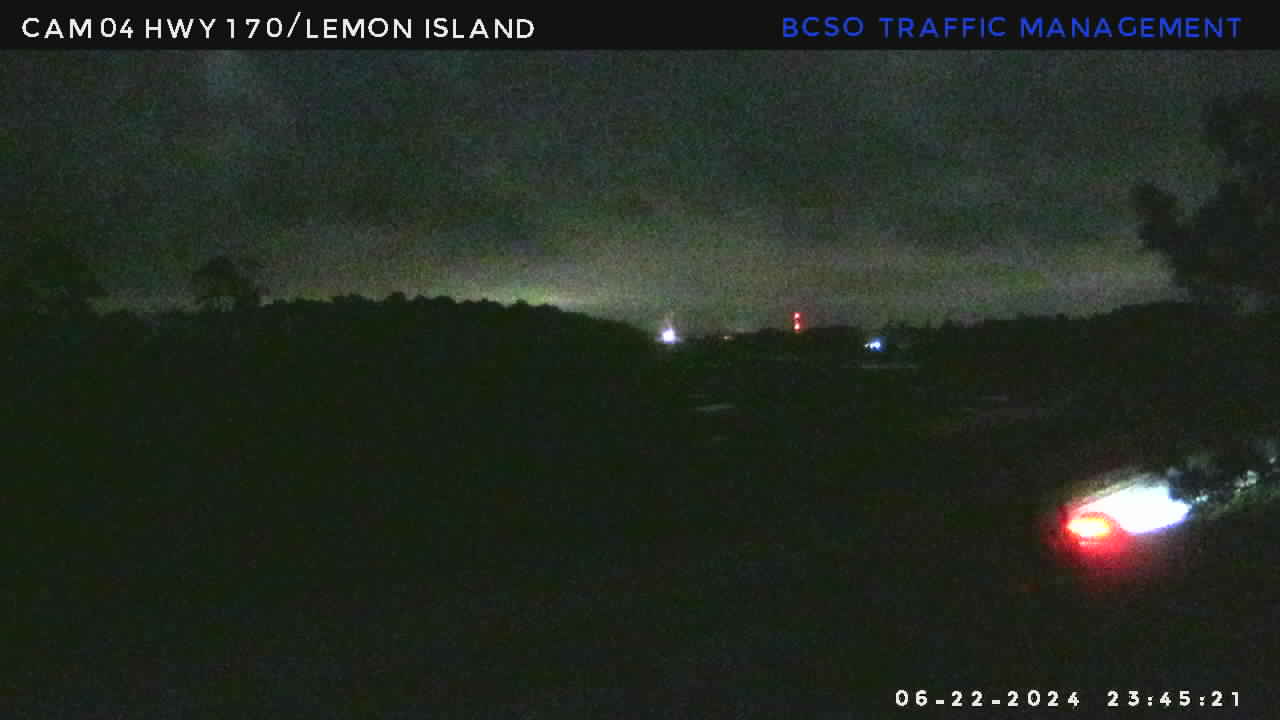 CAM04 HWY 170/LEMON ISLAND
BCSO TRAFFIC MANAGEMENT
06-22-2024 23:45:21